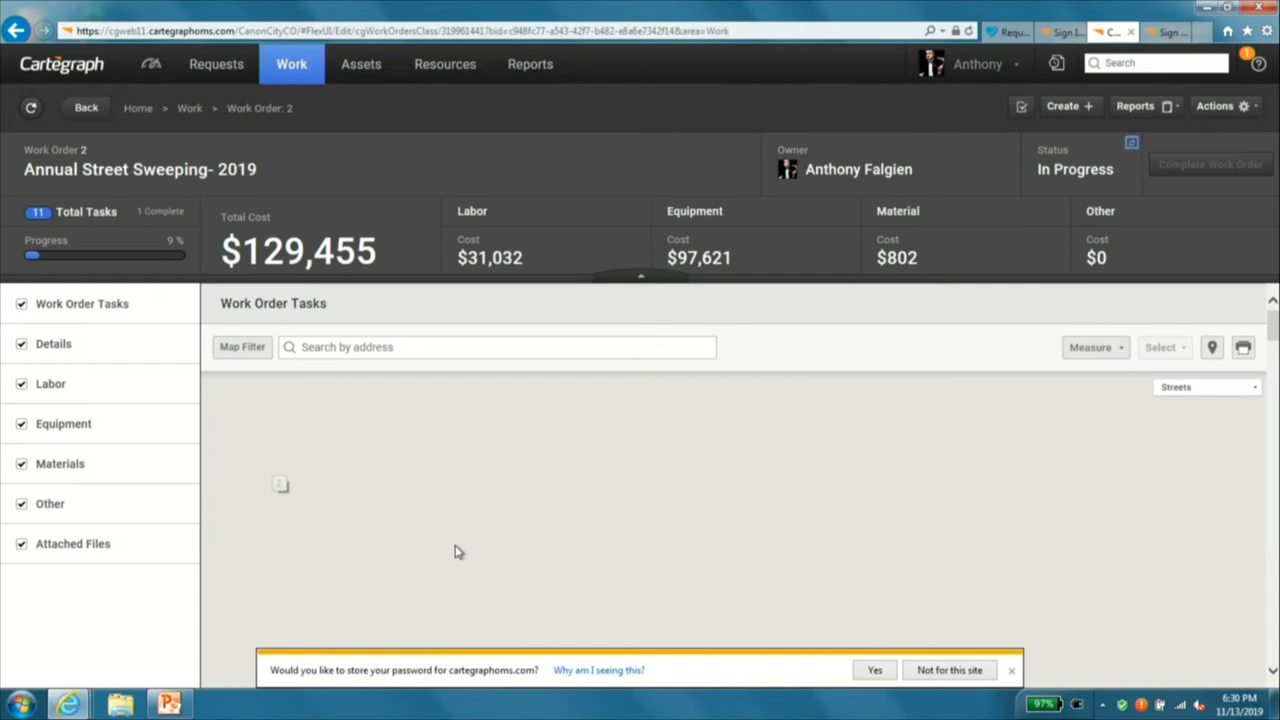 https://cgweb11.cartegraphoms.com/CanonCityCO/#FlexUI/Edit/cgWorkOrdersClass/319961441?bid=c948fc77-a543-42f7-b482-e8a6e7342f14&area=Work
Requ...
Sign I...
C...
Sign ...
Cartêgraph
Requests
Work
Assets
Resources
Reports
Anthony
Search
1
Back
Home > Work > Work Order: 2
Create +
Reports
Actions
Work Order 2
Annual Street Sweeping- 2019
Owner
Anthony Falgien
Status
In Progress
Complete Work Order
11 Total Tasks
1 Complete
Progress
9 %
Total Cost
$129,455
Labor
Cost
$31,032
Equipment
Cost
$97,621
Material
Cost
$802
Other
Cost
$0
Work Order Tasks
Details
Labor
Equipment
Materials
Other
Attached Files
Work Order Tasks
Map Filter
Search by address
Measure
Select
Streets
Would you like to store your password for cartegraphoms.com?
Why am I seeing this?
Yes
Not for this site
97%
6:30 PM
11/13/2019